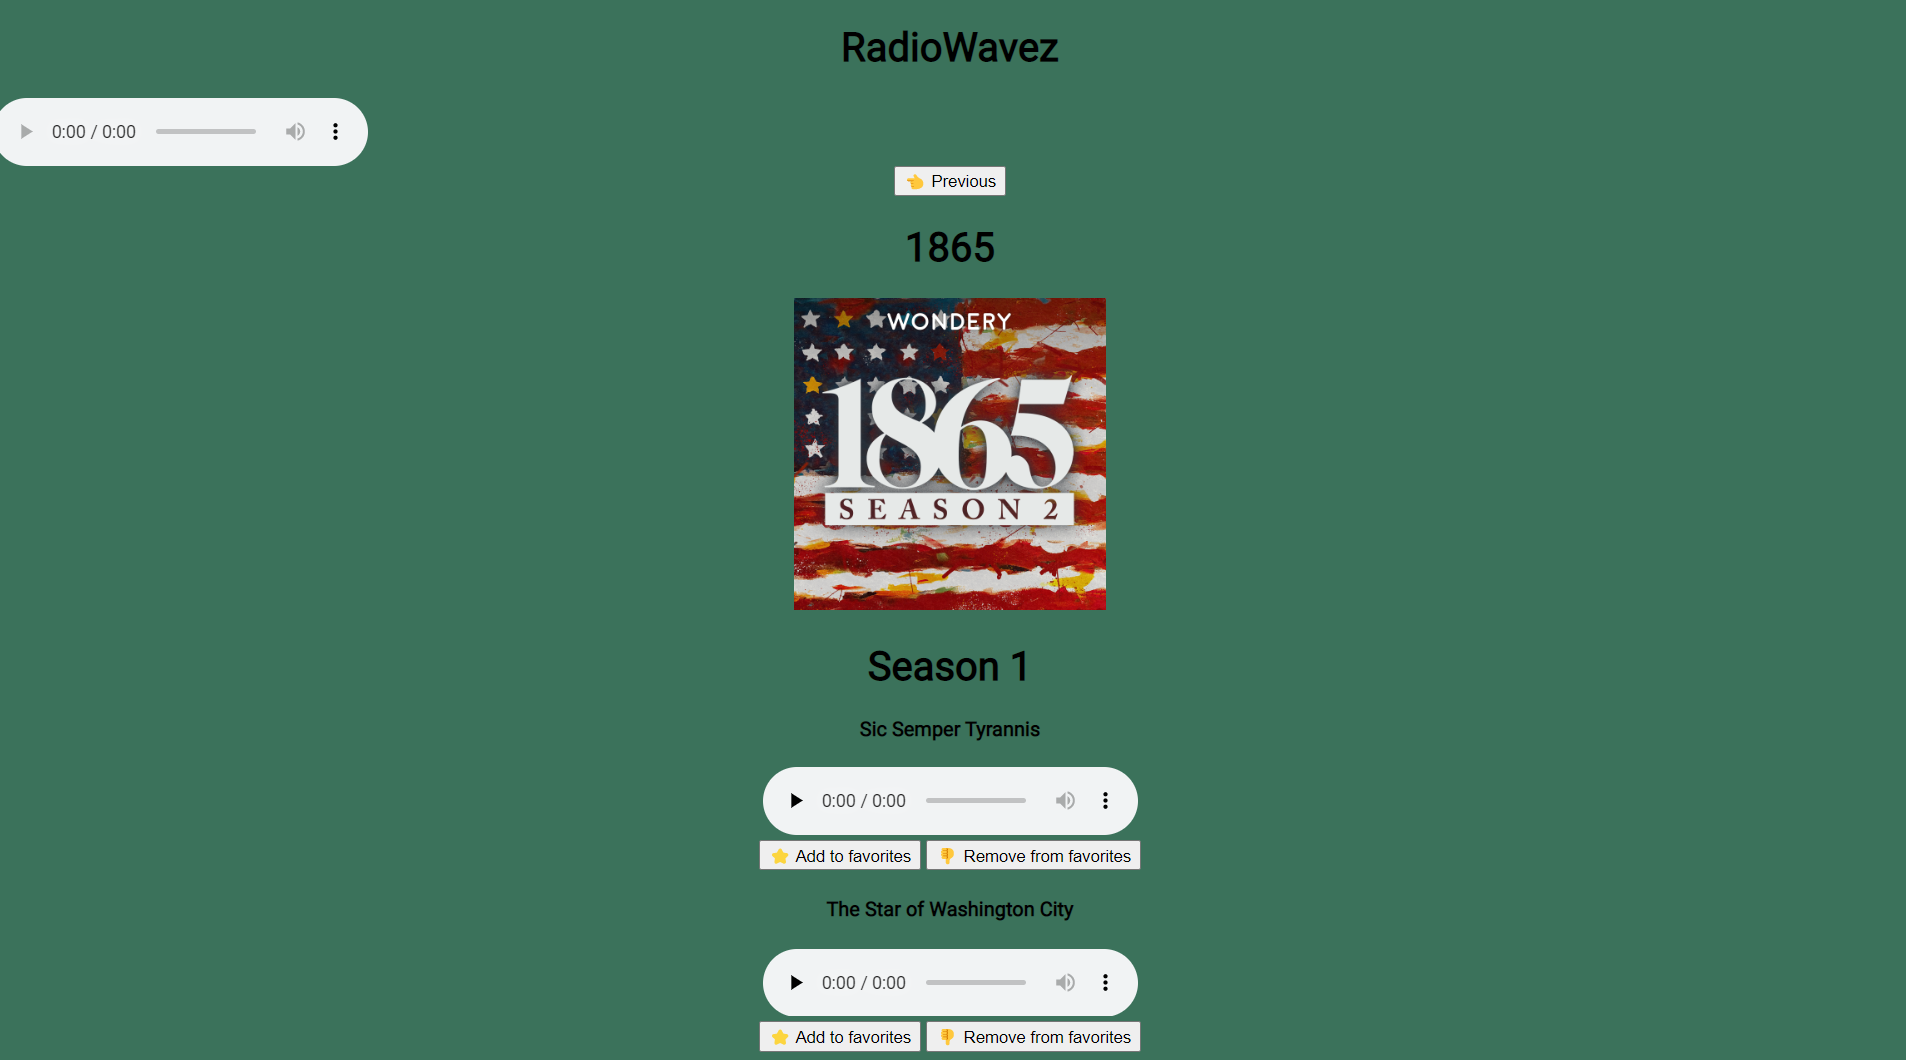 RadioWavez
0:00 / 0:00
👈 Previous
1865
WONDERY
1865
SEASON 2
Season 1
Sic Semper Tyrannis
0:00 / 0:00
⭐ Add to favorites 👎 Remove from favorites
The Star of Washington City
0:00 / 0:00
⭐ Add to favorites 👎 Remove from favorites